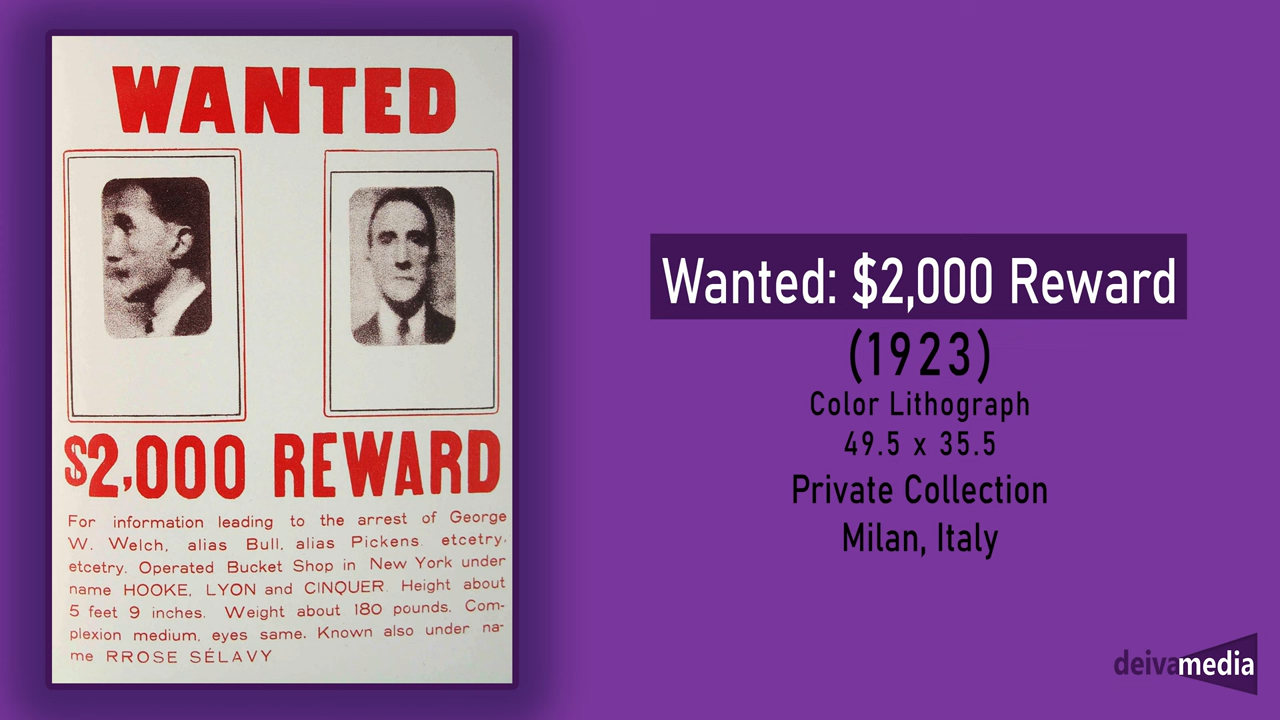 WANTED
$2,000 REWARD
For information leading to the arrest of George
W. Welch, alias Bull, alias Pickens. etcetry,
etcetry. Operated Bucket Shop in New York under
name HOOKE, LYON and CINQUER. Height about
5 feet 9 inches. Weight about 180 pounds. Com-
plexion medium, eyes same. Known also under na-
me RROSE SÉLAVY
Wanted: $2,000 Reward
(1923)
Color Lithograph
49.5 x 35.5
Private Collection
Milan, Italy
deivamedia